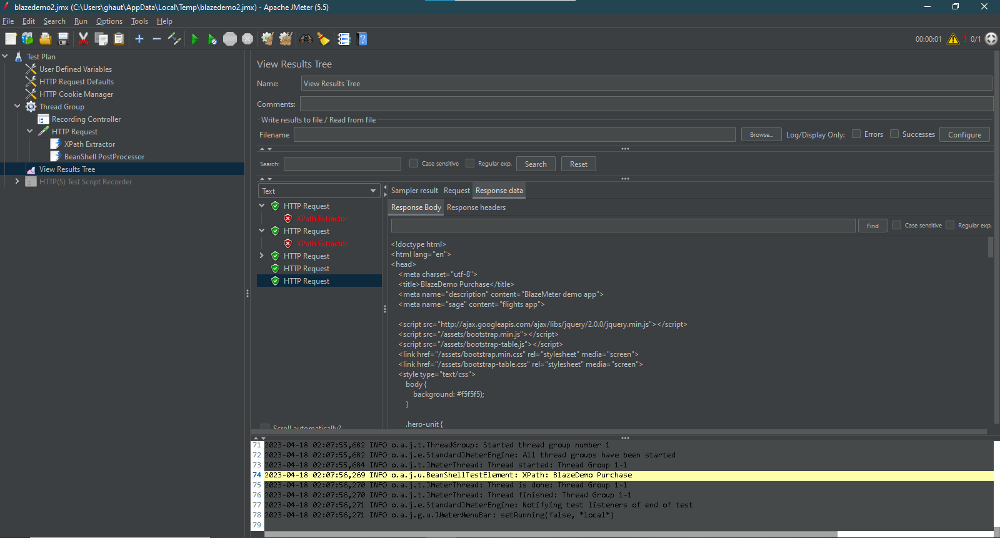 blazedemo2.jmx (C:\Users\ghaut\AppData\Local\Temp\blazedemo2.jmx) - Apache JMeter (5.5)
File Edit Search Run Options Tools Help
STOP
00:00:01 3 0/1
Test Plan
User Defined Variables
HTTP Request Defaults
HTTP Cookie Manager
Thread Group
Recording Controller
HTTP Request
XPath Extractor
BeanShell PostProcessor
View Results Tree
HTTP(S) Test Script Recorder
View Results Tree
Name: View Results Tree
Comments:
Write results to file / Read from file
Filename Browse... Log/Display Only: Errors Successes Configure
Search: Case sensitive Regular exp. Search Reset
Text
HTTP Request
XPath Extractor
HTTP Request
XPath Extractor
HTTP Request
HTTP Request
HTTP Request
Scroll automatically?
Sampler result Request Response data
Response Body Response headers
Find Case sensitive Regular exp.
<!doctype html>
<html lang="en">
<head>
<meta charset="utf-8">
<title>BlazeDemo Purchase</title>
<meta name="description" content="BlazeMeter demo app">
<meta name="sage" content="flights app">
<script src="http://ajax.googleapis.com/ajax/libs/jquery/2.0.0/jquery.min.js"></script>
<script src="/assets/bootstrap.min.js"></script>
<script src="/assets/bootstrap-table.js"></script>
<link href="/assets/bootstrap.min.css" rel="stylesheet" media="screen">
<link href="/assets/bootstrap-table.css" rel="stylesheet" media="screen">
<style type="text/css">
body {
background: #f5f5f5);
}
.hero-unit {
71 2023-04-18 02:07:55,682 INFO o.a.j.t.ThreadGroup: Started thread group number 1
72 2023-04-18 02:07:55,682 INFO o.a.j.e.StandardJMeterEngine: All thread groups have been started
73 2023-04-18 02:07:55,684 INFO o.a.j.t.JMeterThread: Thread started: Thread Group 1-1
74 2023-04-18 02:07:56,269 INFO o.a.j.u.BeanShellTestElement: XPath: BlazeDemo Purchase
75 2023-04-18 02:07:56,270 INFO o.a.j.t.JMeterThread: Thread is done: Thread Group 1-1
76 2023-04-18 02:07:56,270 INFO o.a.j.t.JMeterThread: Thread finished: Thread Group 1-1
77 2023-04-18 02:07:56,271 INFO o.a.j.e.StandardJMeterEngine: Notifying test listeners of end of test
78 2023-04-18 02:07:56,271 INFO o.a.j.g.u.JMeterMenuBar: setRunning(false, *local*)
79